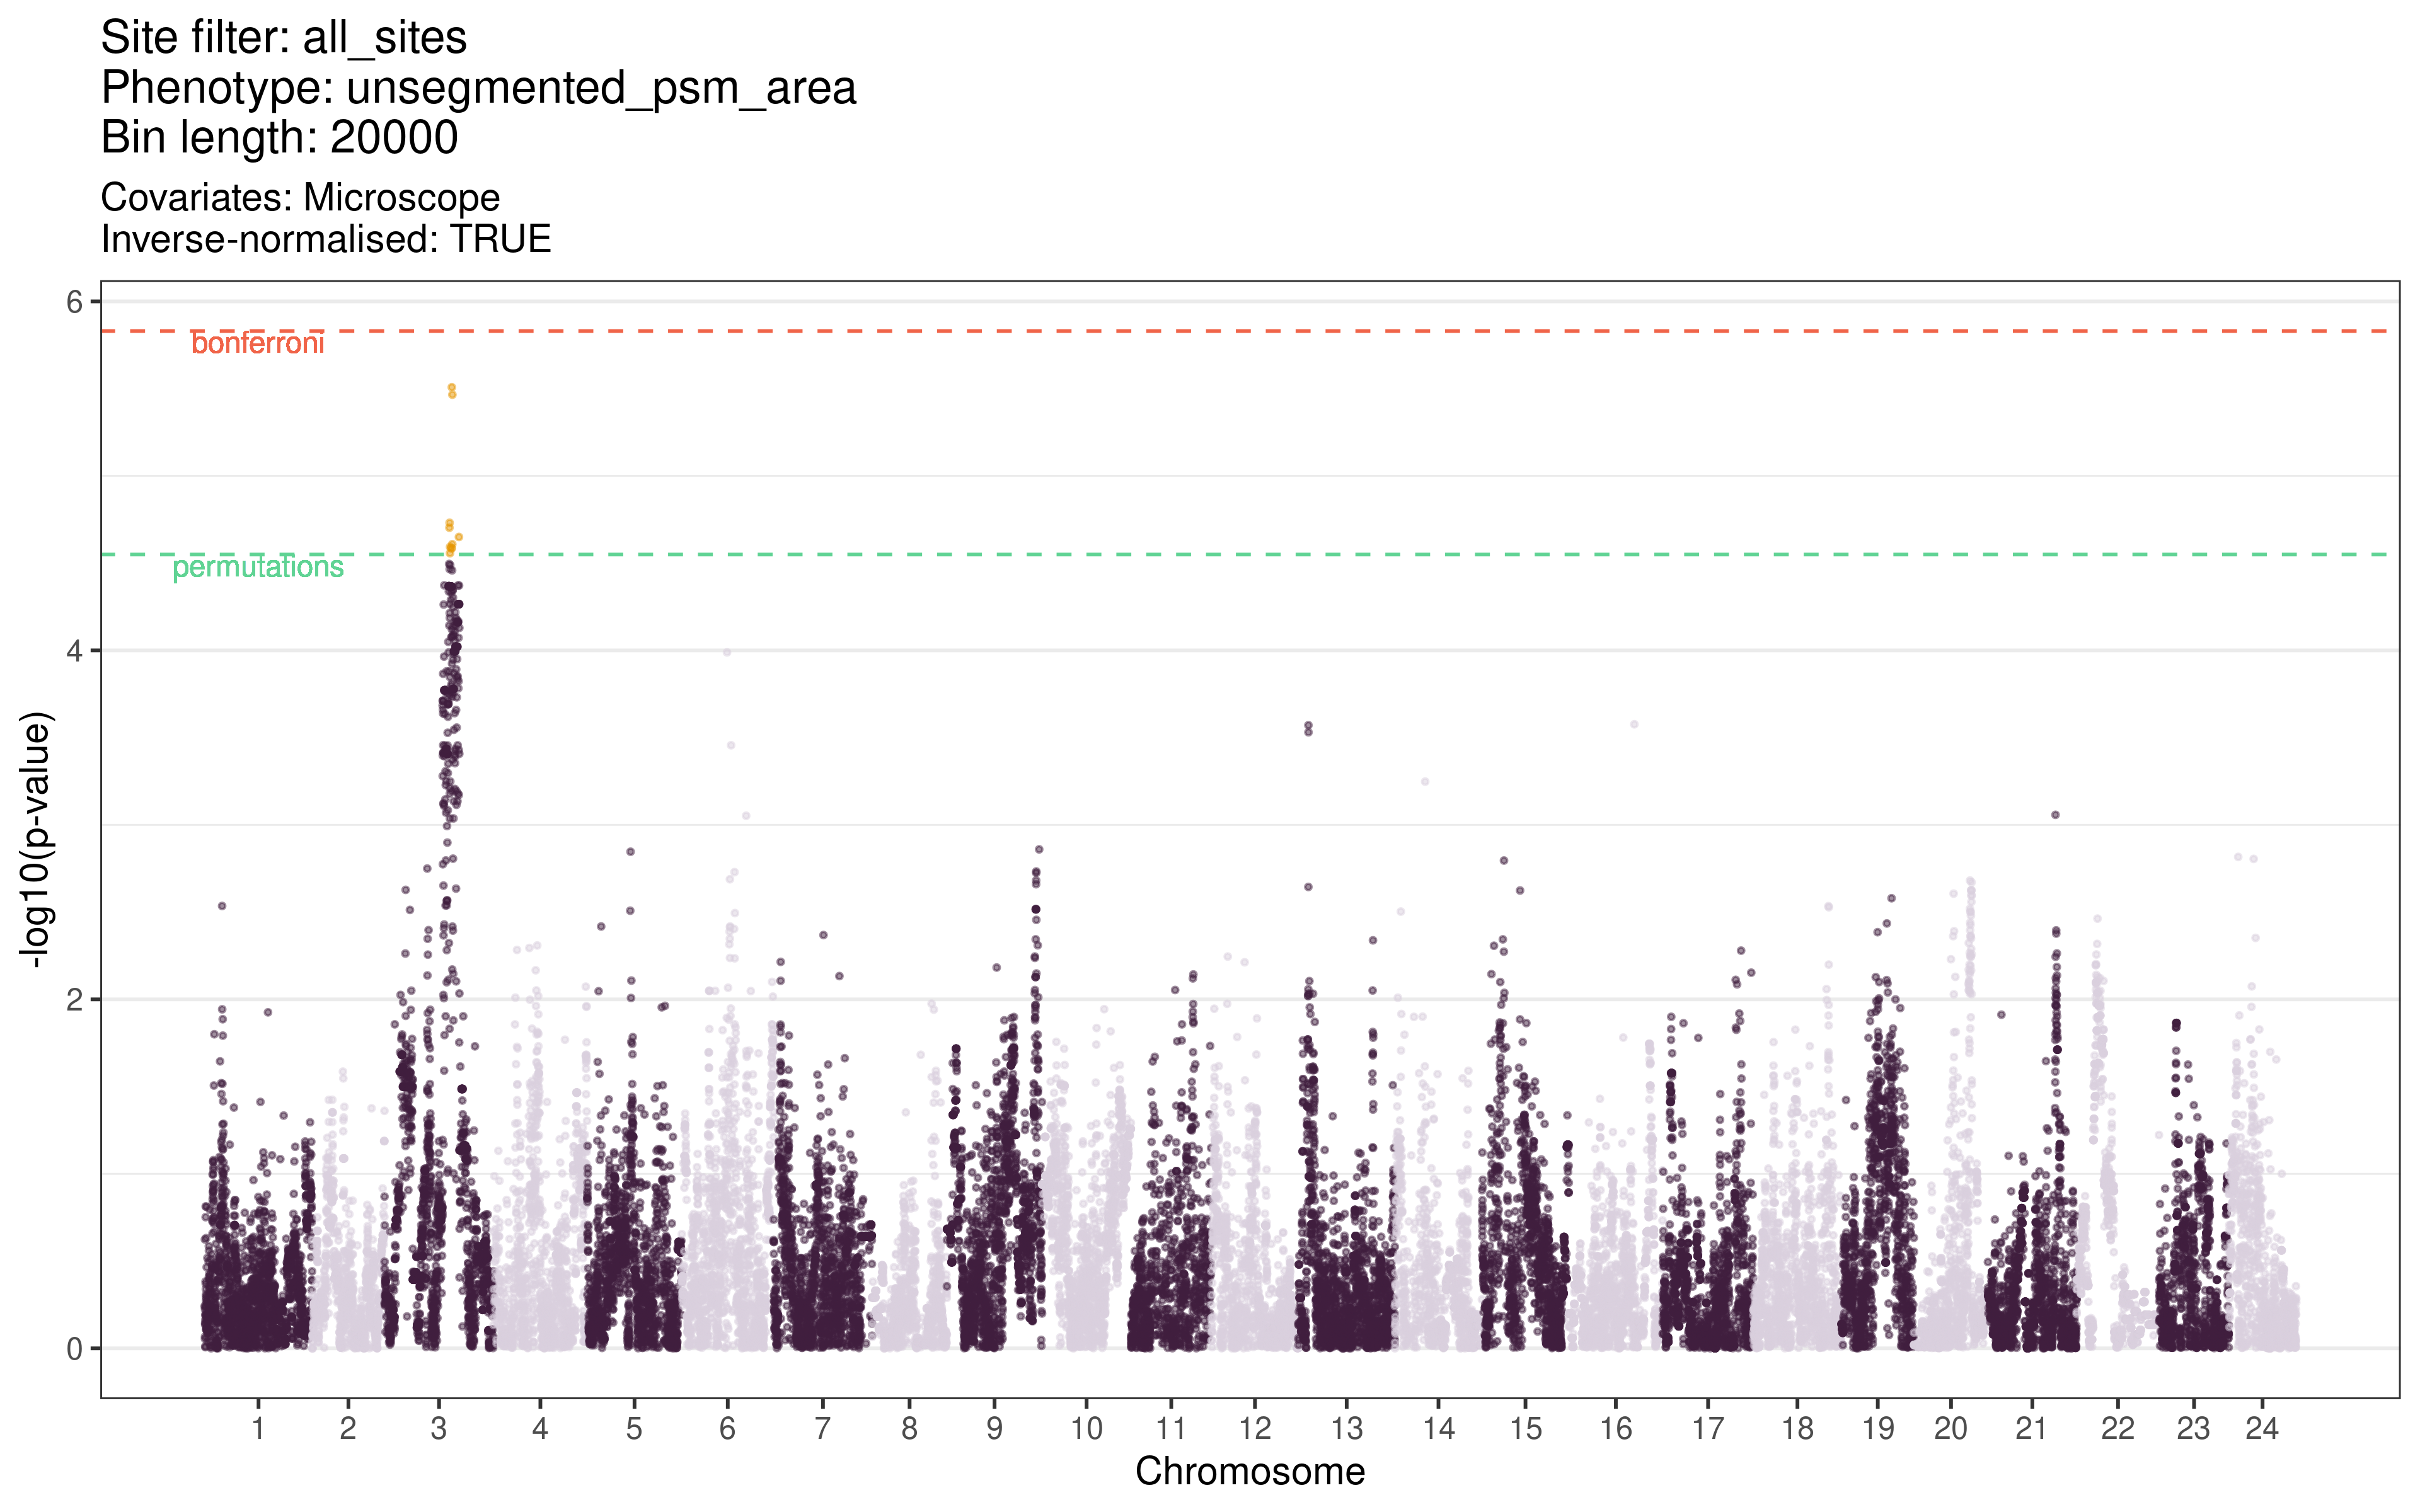 Site filter: all_sites
Phenotype: unsegmented_psm_area
Bin length: 20000
Covariates: Microscope
Inverse-normalised: TRUE
6
bonferroni
permutations
4
-log10(p-value)
2
0
1 2 3 4 5 6 7 8 9 10 11 12 13 14 15 16 17 18 19 20 21 22 23 24
Chromosome